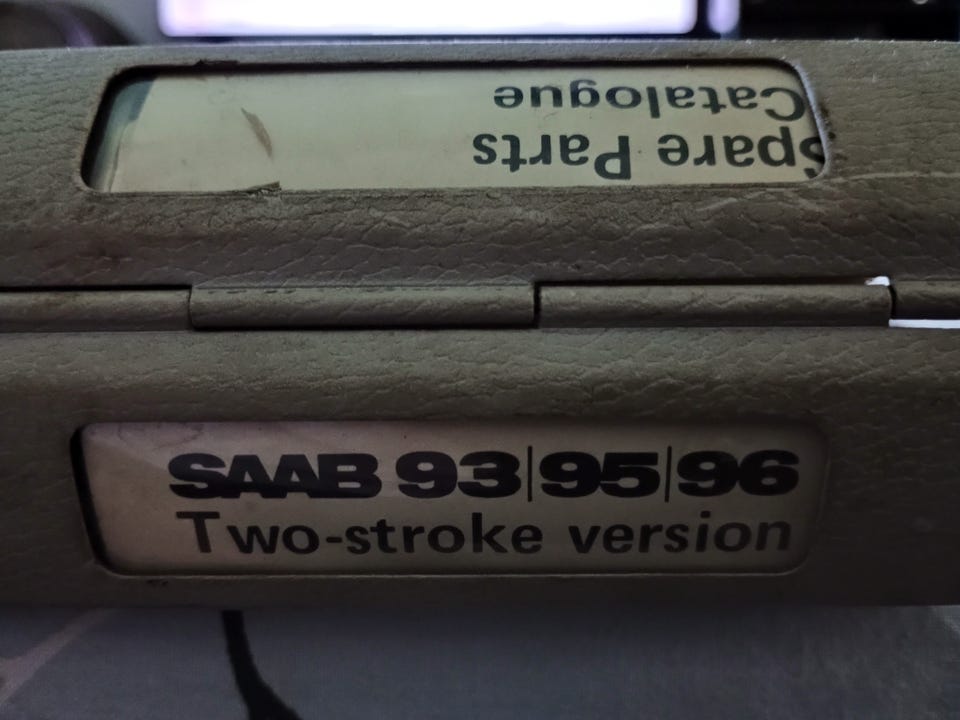 Spare Parts
Catalogue
SAAB 93|95|96
Two-stroke version